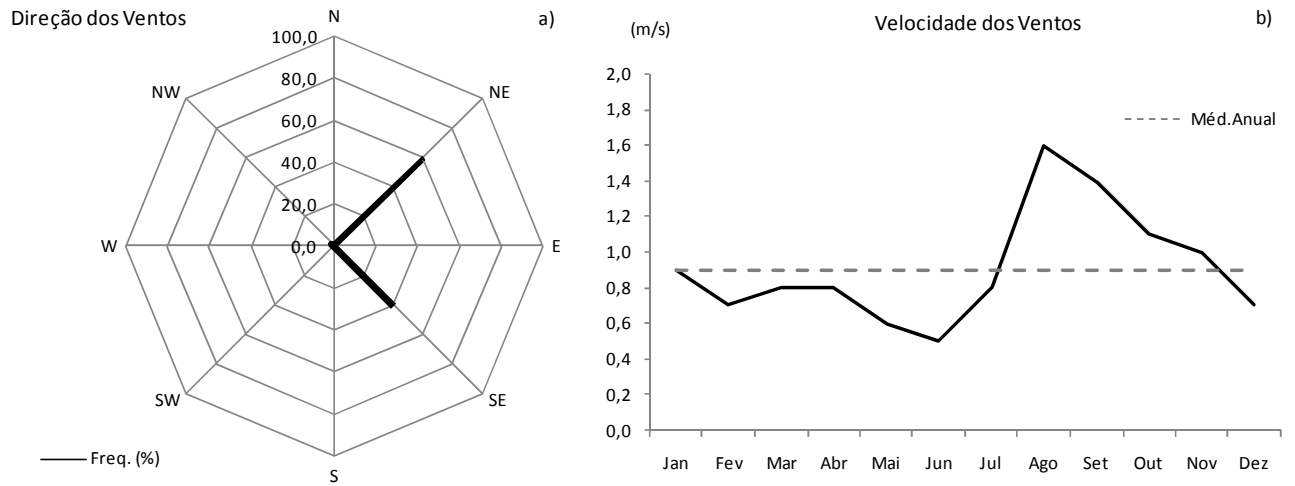 Direção dos Ventos
a)
N
NE
E
SE
S
SW
W
NW
100,0
80,0
60,0
40,0
20,0
0,0
Freq. (%)
Velocidade dos Ventos
b)
(m/s)
2,0
1,8
1,6
1,4
1,2
1,0
0,8
0,6
0,4
0,2
0,0
Méd.Anual
Jan Fev Mar Abr Mai Jun Jul Ago Set Out Nov Dez